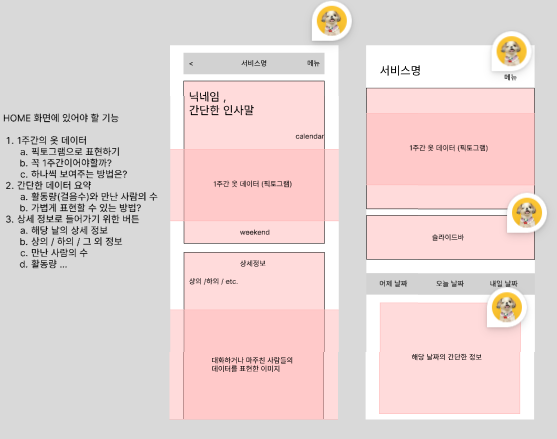 HOME 화면에 있어야 할 기능
1. 1주간의 옷 데이터
a. 픽토그램으로 표현하기
b. 꼭 1주간이어야할까?
c. 하나씩 보여주는 방법은?
2. 간단한 데이터 요약
a. 활동량(걸음수)와 만난 사람의 수
b. 가볍게 표현할 수 있는 방법?
3. 상세 정보로 들어가기 위한 버튼
a. 해당 날의 상세 정보
b. 상의 / 하의 / 그 외 정보
c. 만난 사람의 수
d. 활동량 ...
< 서비스명 메뉴
닉네임 ,
간단한 인사말
calendar
1주간 옷 데이터 (픽토그램)
weekend
상세정보
상의 /하의 / etc.
대화하거나 마주친 사람들의
데이터를 표현한 이미지
서비스명
메뉴
1주간 옷 데이터 (픽토그램)
슬라이드바
어제 날짜 오늘 날짜 내일 날짜
해당 날짜의 간단한 정보